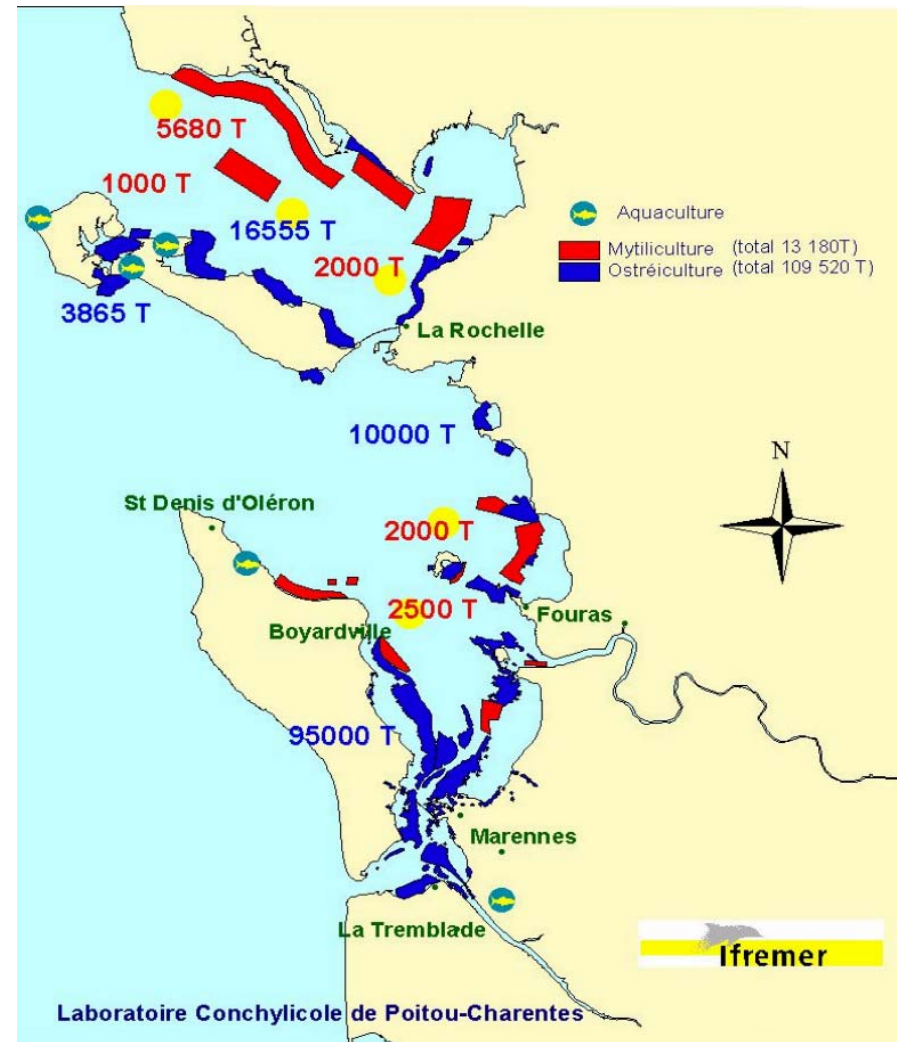 5680 T
1000 T
16555 T
Aquaculture
Mytiliculture (total 13 180T)
Ostréiculture (total 109 520 T)
2000 T
3865 T
La Rochelle
10000 T
N
St Denis d'Oléron
2000 T
2500 T
Fouras
Boyardville
95000 T
Marennes
La Tremblade
Ifremer
Laboratoire Conchylicole de Poitou-Charentes